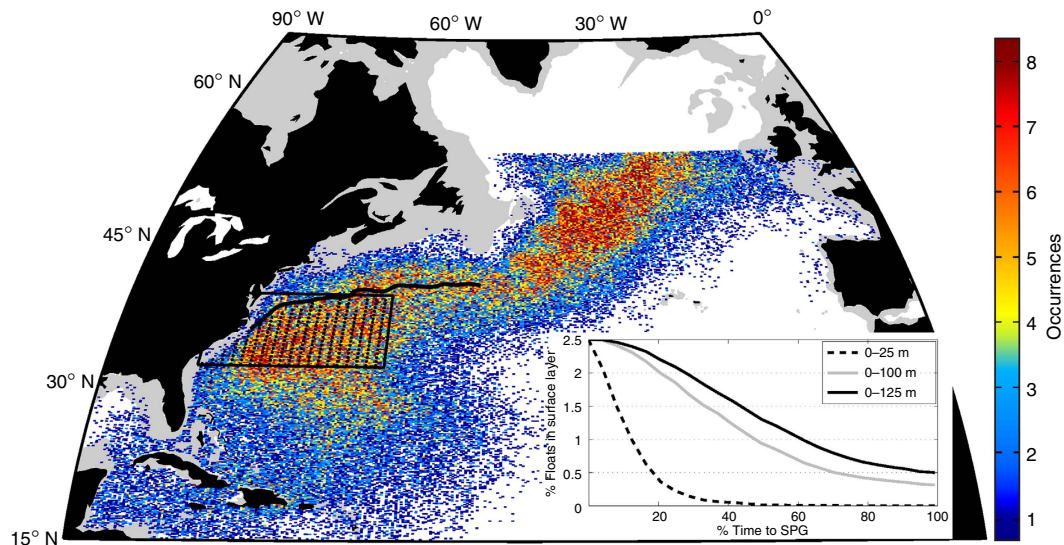 90° W
60° W
30° W
0°
60° N
45° N
30° N
15° N
8
7
6
5
4
3
2
1
Occurrences
2.5
2
1.5
1
0.5
0
% Floats in surface layer
0–25 m
0–100 m
0–125 m
20
40
60
80
100
% Time to SPG